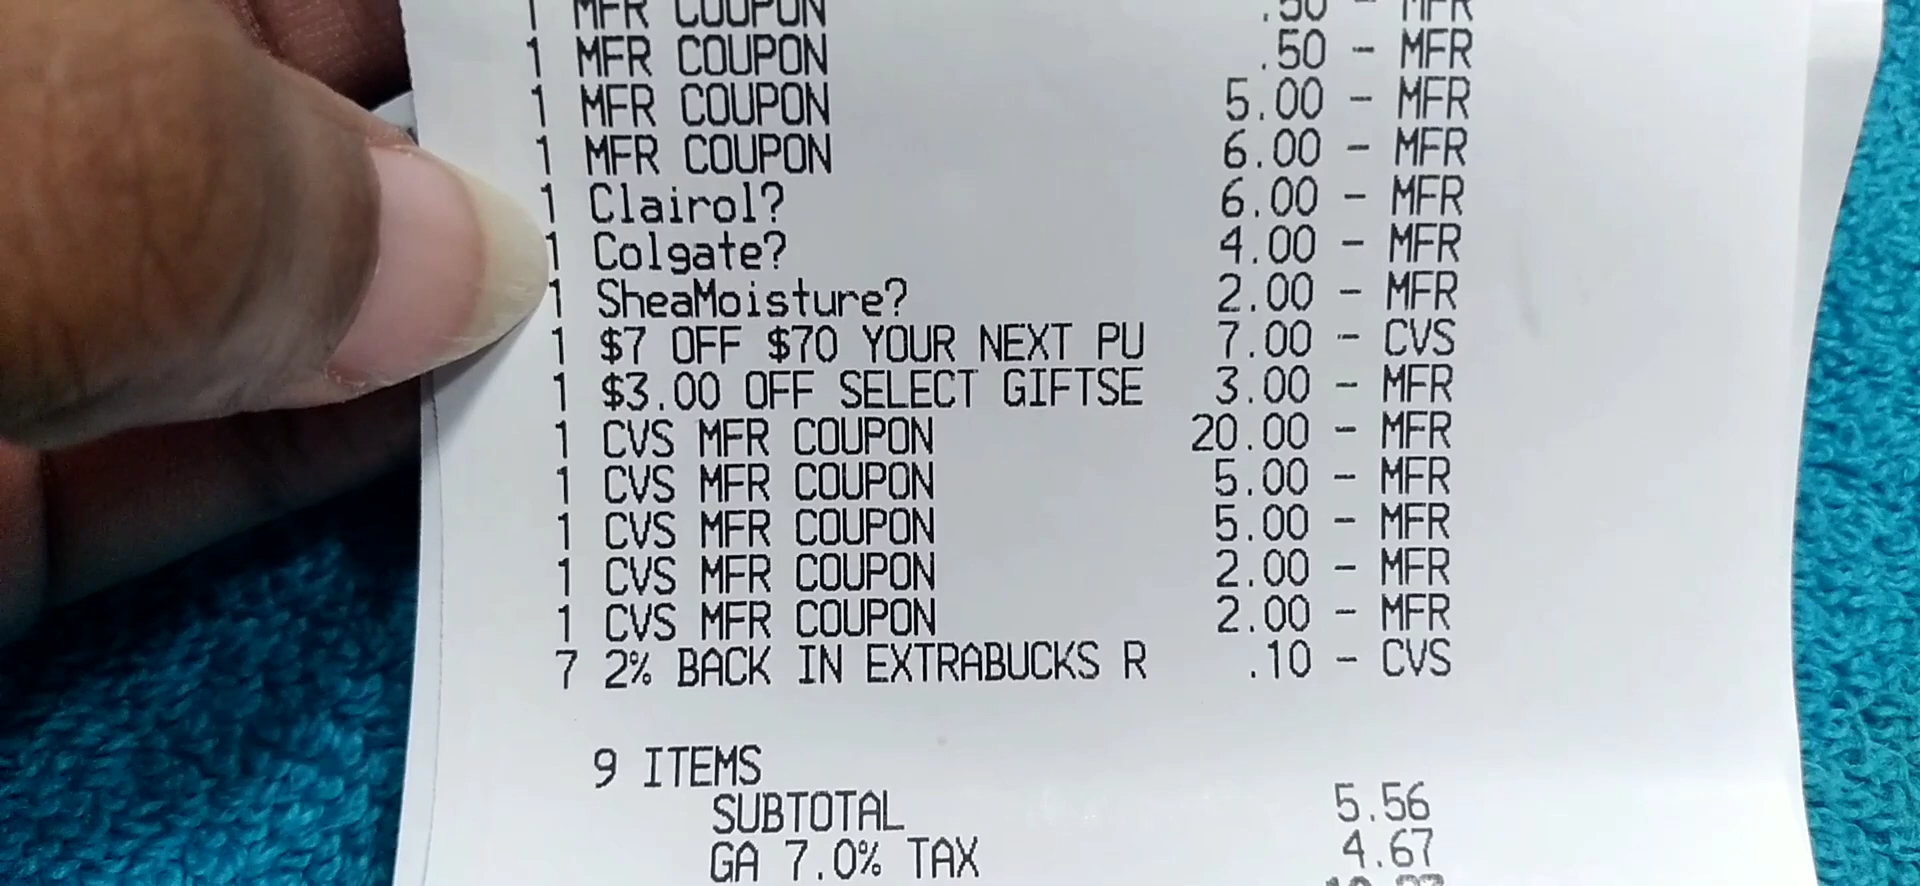 1 MFR COUPON .50 - MFR
1 MFR COUPON .50 - MFR
1 MFR COUPON 5.00 - MFR
1 MFR COUPON 6.00 - MFR
1 Clairol? 6.00 - MFR
1 Colgate? 4.00 - MFR
1 SheaMoisture? 2.00 - MFR
1 $7 OFF $70 YOUR NEXT PU 7.00 - CVS
1 $3.00 OFF SELECT GIFTSE 3.00 - MFR
1 CVS MFR COUPON 20.00 - MFR
1 CVS MFR COUPON 5.00 - MFR
1 CVS MFR COUPON 5.00 - MFR
1 CVS MFR COUPON 2.00 - MFR
1 CVS MFR COUPON 2.00 - MFR
7 2% BACK IN EXTRABUCKS R .10 - CVS
9 ITEMS
SUBTOTAL 5.56
GA 7.0% TAX 4.67